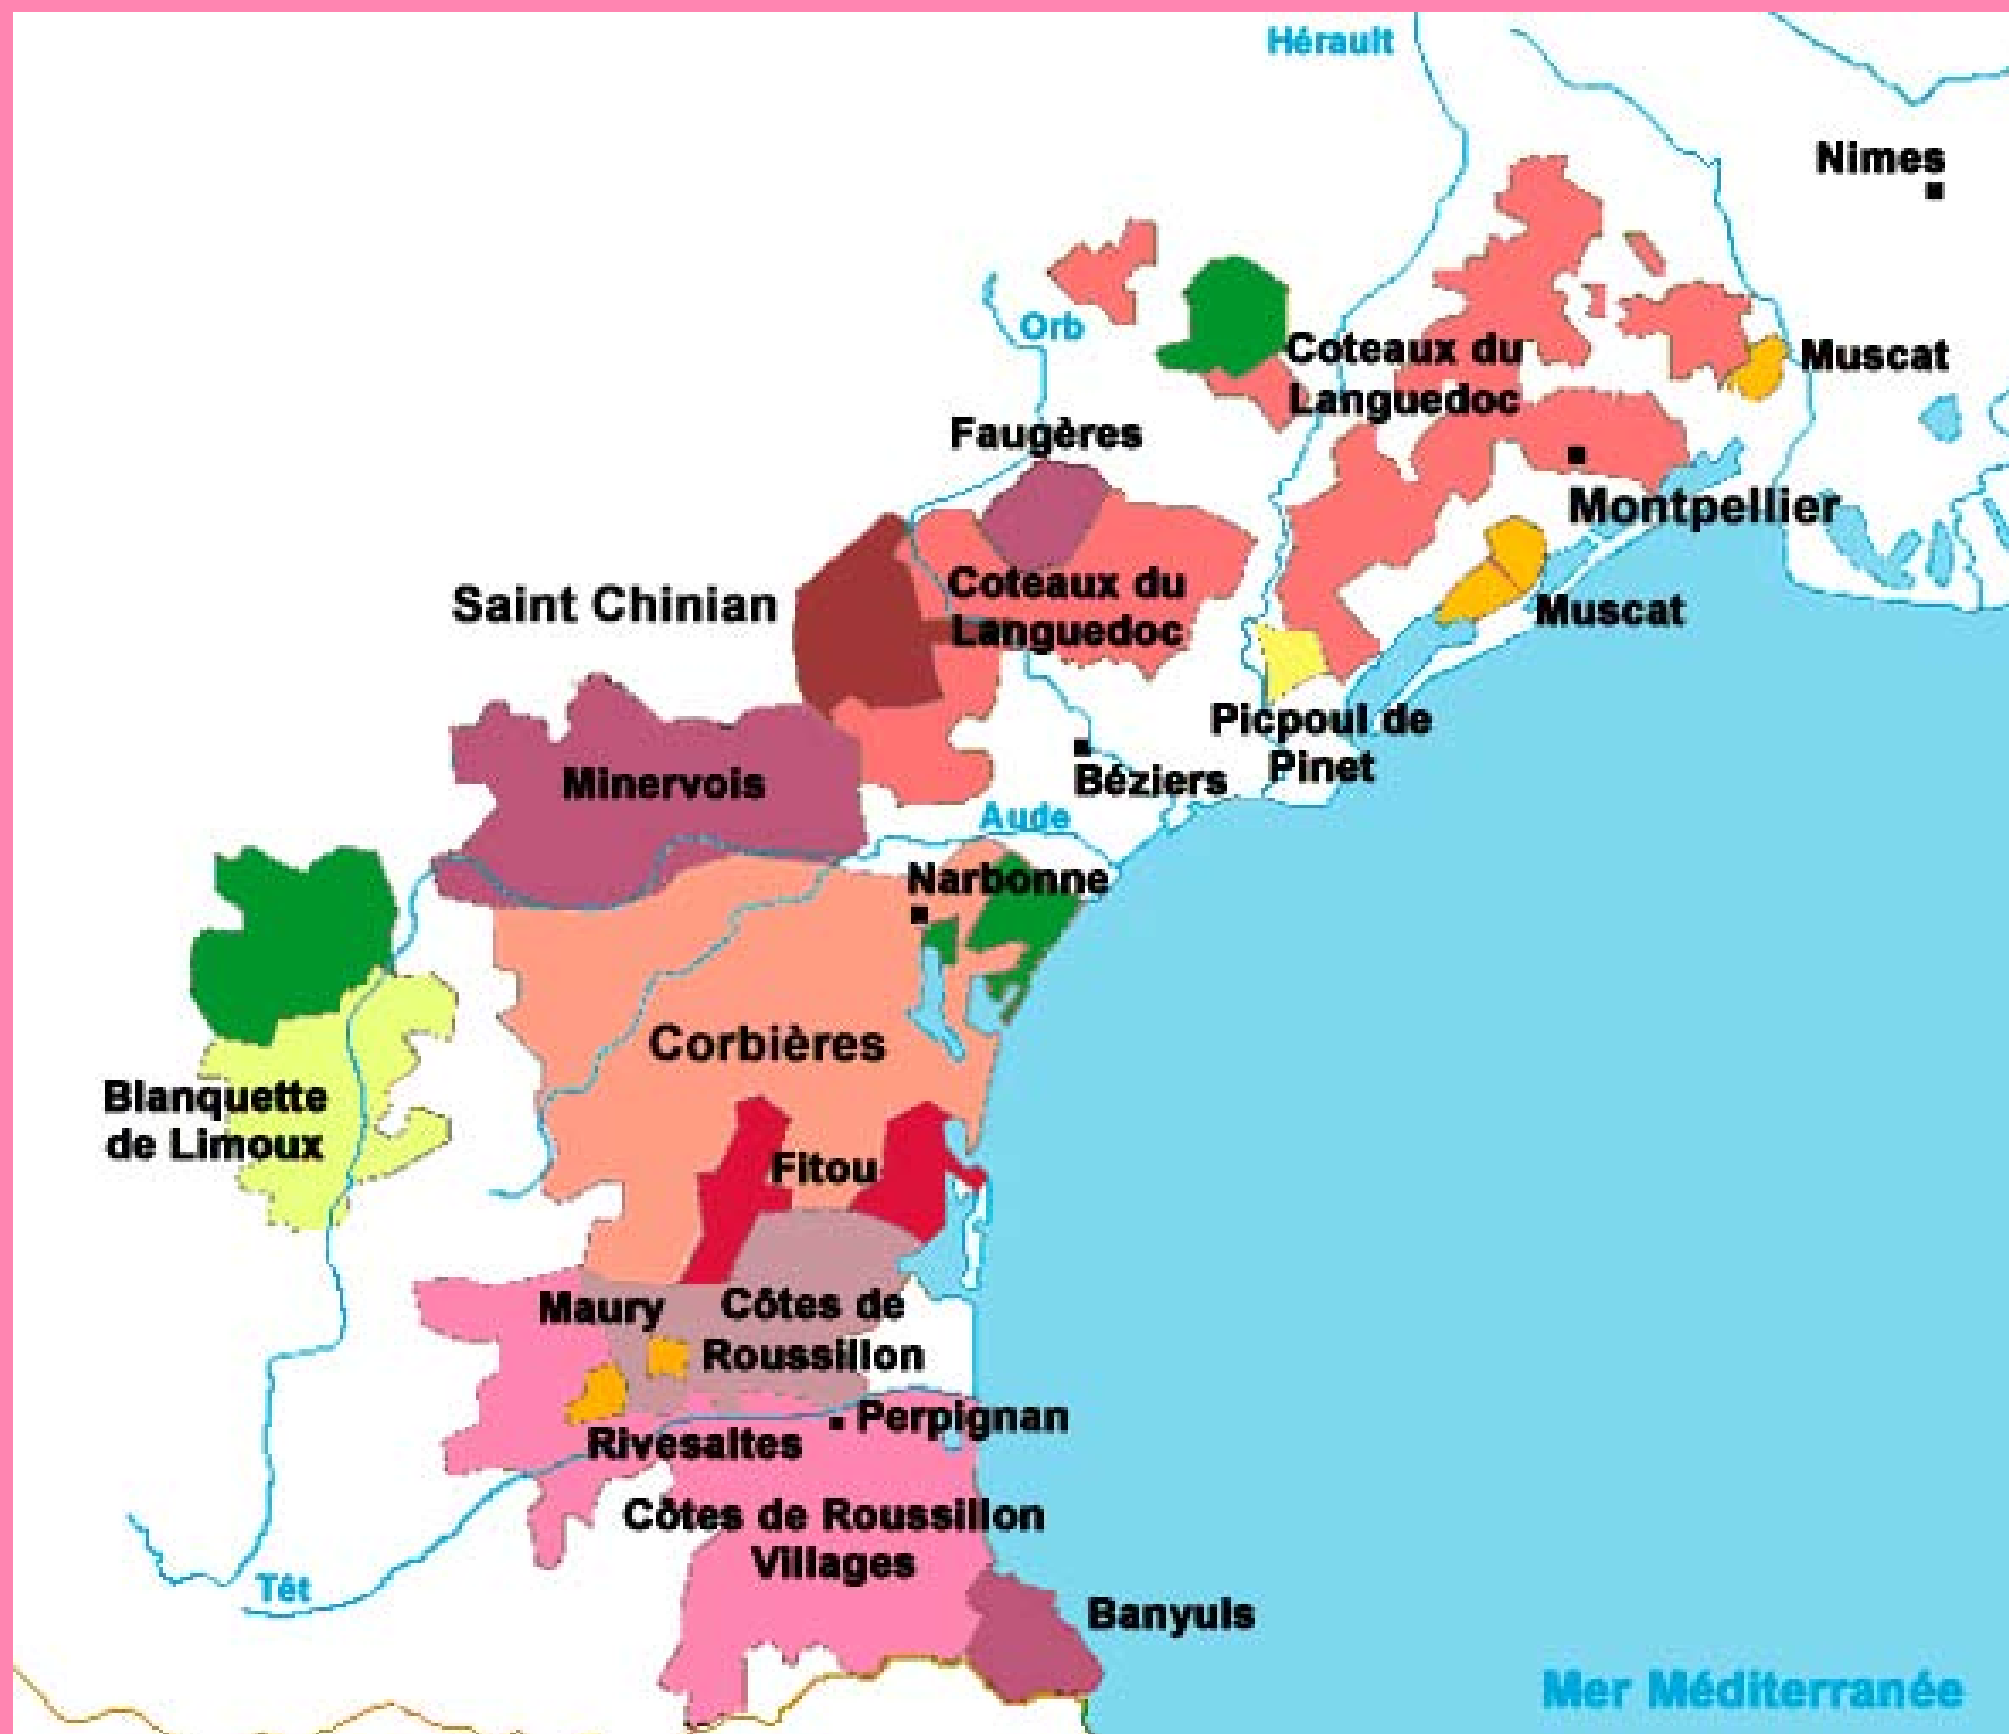 Hérault
Nimes
Orb
Coteaux du
Languedoc
Muscat
Faugères
Montpellier
Saint Chinian
Coteaux du
Languedoc
Muscat
Picpoul de
Pinet
Minervois
Béziers
Aude
Narbonne
Corbières
Blanquette
de Limoux
Fitou
Maury
Côtes de
Roussillon
Perpignan
Rivesaltes
Côtes de Roussillon
Villages
Têt
Banyuls
Mer Méditerranée